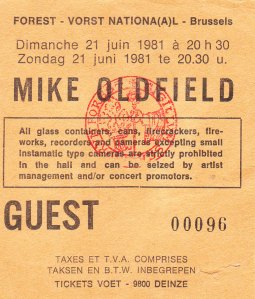 FOREST - VORST NATIONA(A)L - Brussels
Dimanche 21 juin 1981 à 20 h 30
Zondag 21 juni 1981 te 20.30 u.
MIKE OLDFIELD
All glass containers, cans, firecrackers, fire-
works, recorders and cameras excepting small
instamatic type cameras are strictly prohibited
in the hall and can be seized by artist
management and/or concert promotors.
GUEST
00096
TAXES ET T.V.A. COMPRISES
TAKSEN EN B.T.W. INBEGREPEN
TICKETS VOET - 9800 DEINZE